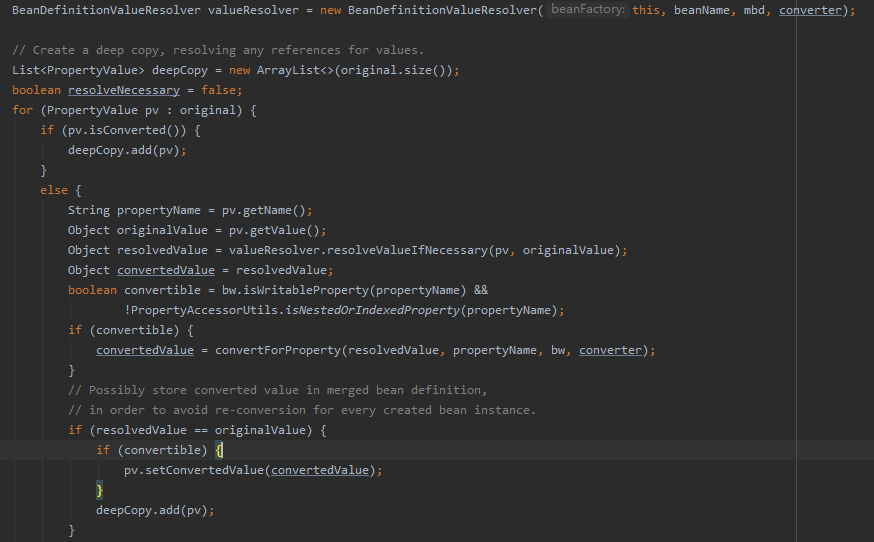 BeanDefinitionValueResolver valueResolver = new BeanDefinitionValueResolver( beanFactory: this, beanName, mbd, converter);
// Create a deep copy, resolving any references for values.
List<PropertyValue> deepCopy = new ArrayList<>(original.size());
boolean resolveNecessary = false;
for (PropertyValue pv : original) {
if (pv.isConverted()) {
deepCopy.add(pv);
}
else {
String propertyName = pv.getName();
Object originalValue = pv.getValue();
Object resolvedValue = valueResolver.resolveValueIfNecessary(pv, originalValue);
Object convertedValue = resolvedValue;
boolean convertible = bw.isWritableProperty(propertyName) &&
!PropertyAccessorUtils.isNestedOrIndexedProperty(propertyName);
if (convertible) {
convertedValue = convertForProperty(resolvedValue, propertyName, bw, converter);
}
// Possibly store converted value in merged bean definition,
// in order to avoid re-conversion for every created bean instance.
if (resolvedValue == originalValue) {
if (convertible) {
pv.setConvertedValue(convertedValue);
}
deepCopy.add(pv);
}